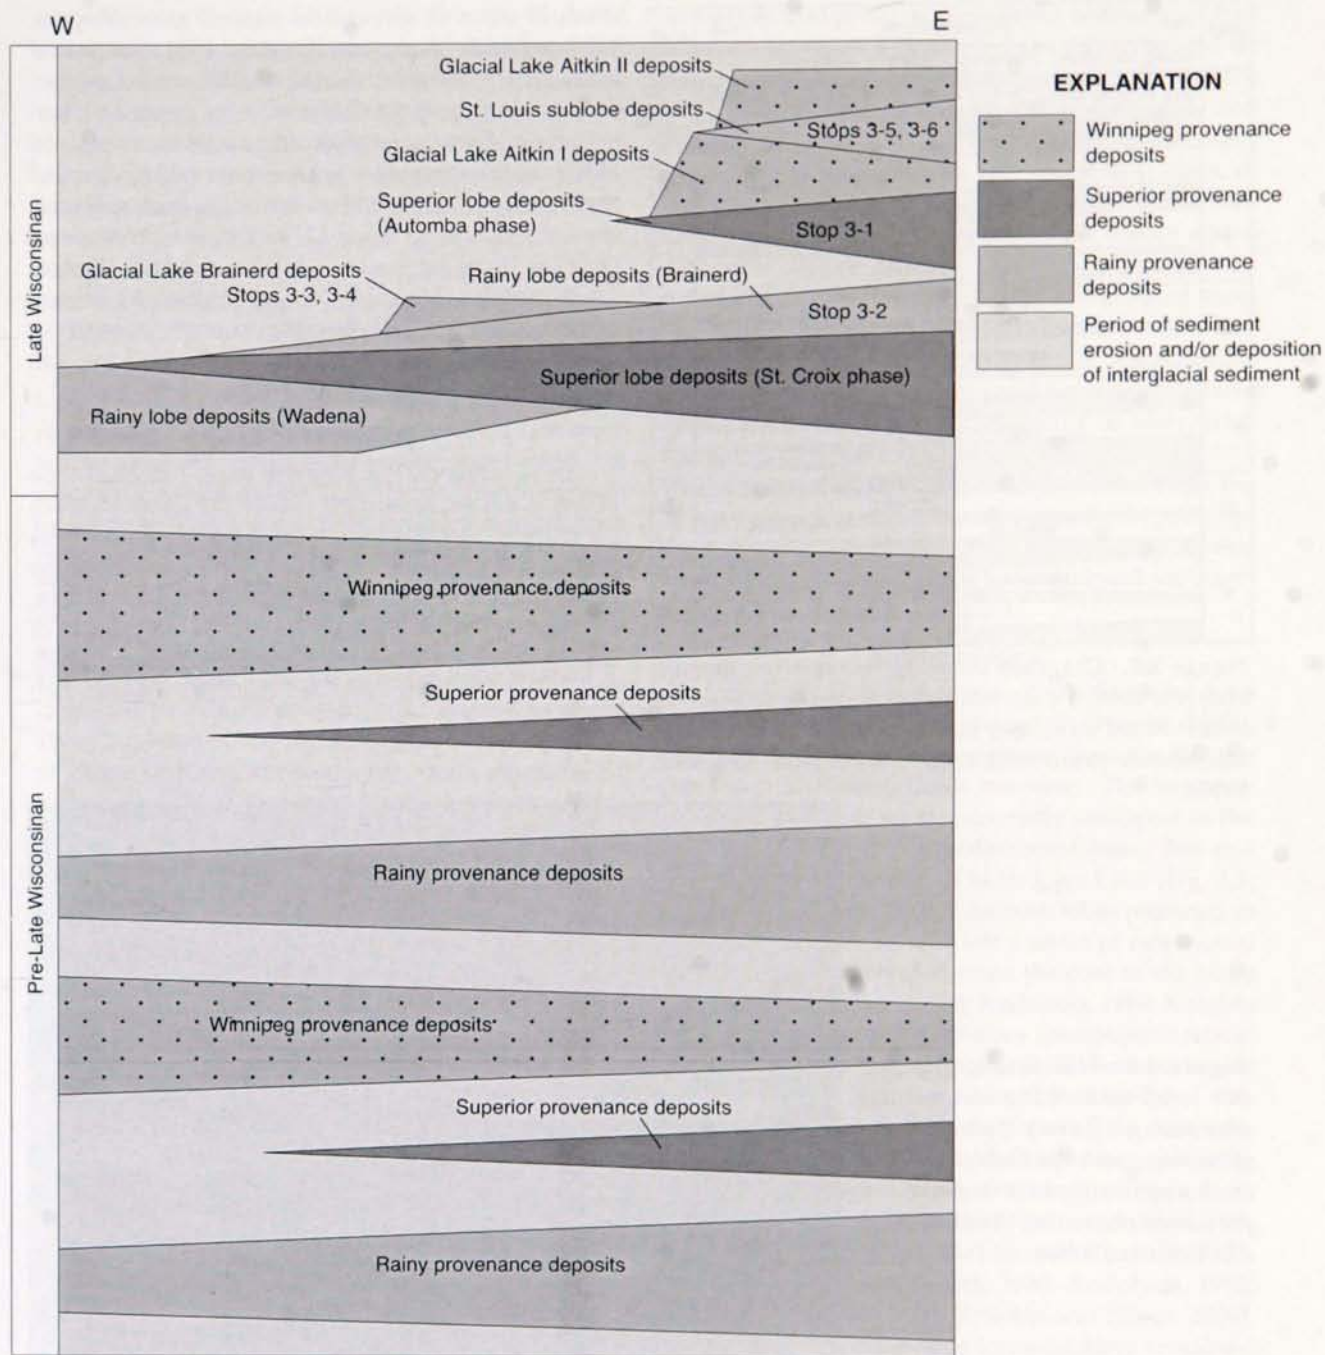 W
E
Late Wisconsinan
Glacial Lake Aitkin II deposits
St. Louis sublobe deposits
Stops 3-5, 3-6
Glacial Lake Aitkin I deposits
Superior lobe deposits
(Automba phase)
Stop 3-1
Glacial Lake Brainerd deposits
Stops 3-3, 3-4
Rainy lobe deposits (Brainerd)
Stop 3-2
Superior lobe deposits (St. Croix phase)
Rainy lobe deposits (Wadena)
Pre-Late Wisconsinan
Winnipeg provenance deposits
Superior provenance deposits
Rainy provenance deposits
Winnipeg provenance deposits
Superior provenance deposits
Rainy provenance deposits
EXPLANATION
Winnipeg provenance
deposits
Superior provenance
deposits
Rainy provenance
deposits
Period of sediment
erosion and/or deposition
of interglacial sediment